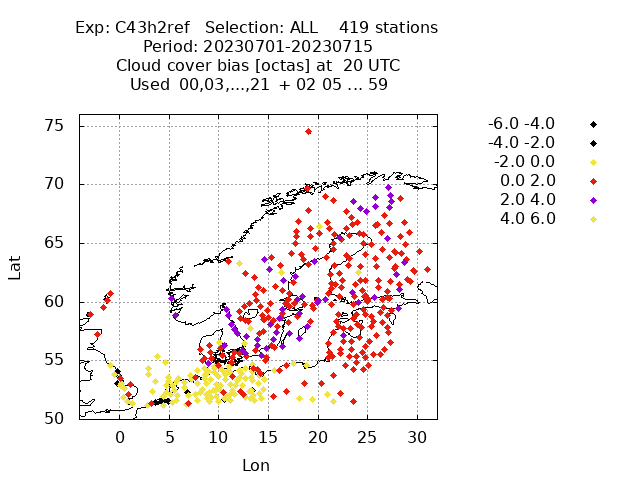 Exp: C43h2ref   Selection: ALL    419 stations
Period: 20230701-20230715
Cloud cover bias [octas] at  20 UTC
Used  00,03,...,21  + 02 05 ... 59
-6.0 -4.0
-4.0 -2.0
-2.0 0.0
0.0 2.0
2.0 4.0
4.0 6.0
75
70
65
60
55
50
Lat
0 5 10 15 20 25 30
Lon